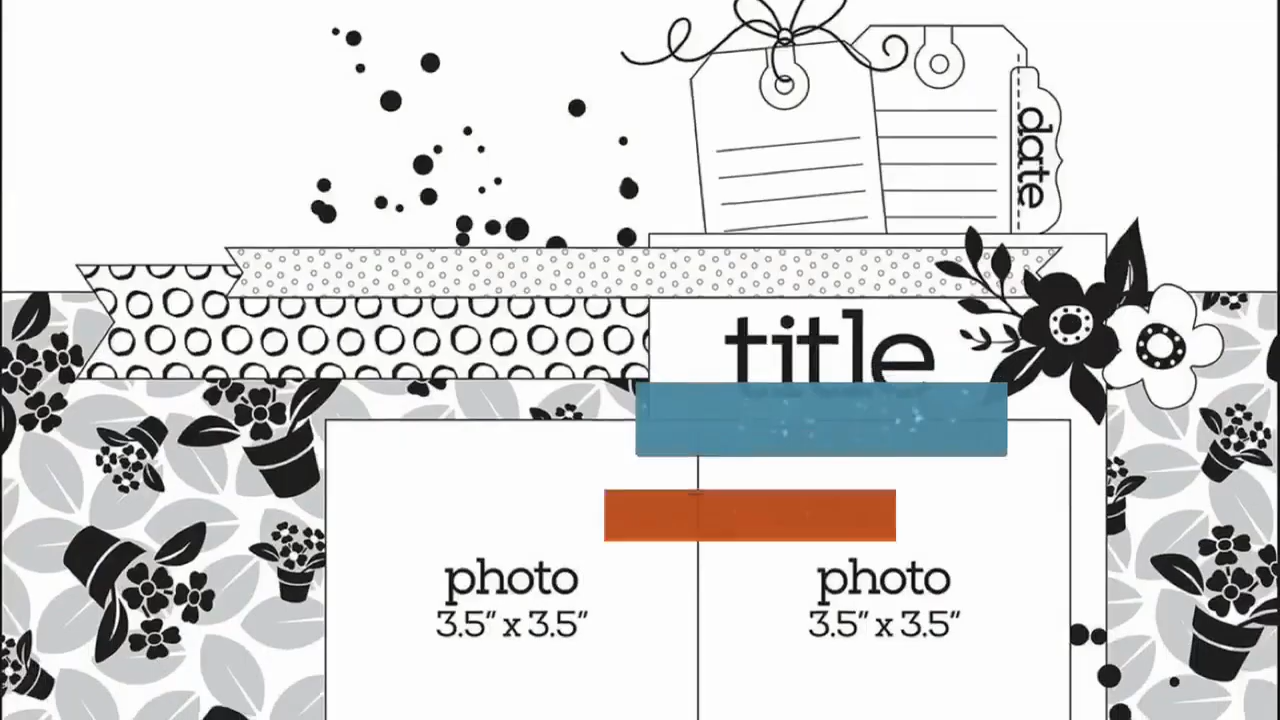 date
title
photo
3.5” x 3.5”
photo
3.5” x 3.5”